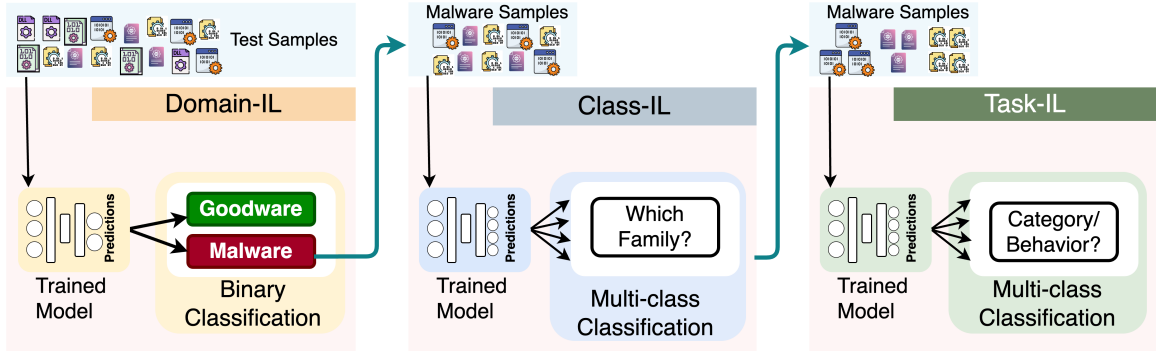 Test Samples
Domain-IL
Predictions
Goodware
Malware
Trained
Model
Binary
Classification
Malware Samples
Class-IL
Predictions
Which
Family?
Trained
Model
Multi-class
Classification
Malware Samples
Task-IL
Predictions
Category/
Behavior?
Trained
Model
Multi-class
Classification